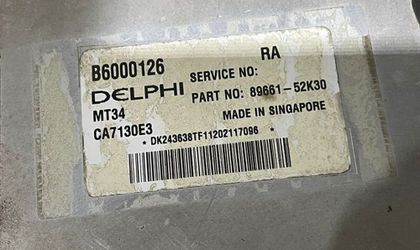 B6000126 RA
DELPHI SERVICE NO:
MT34 PART NO: 89661-52K30
CA7130E3 MADE IN SINGAPORE
* DK243638TF11202117096 *